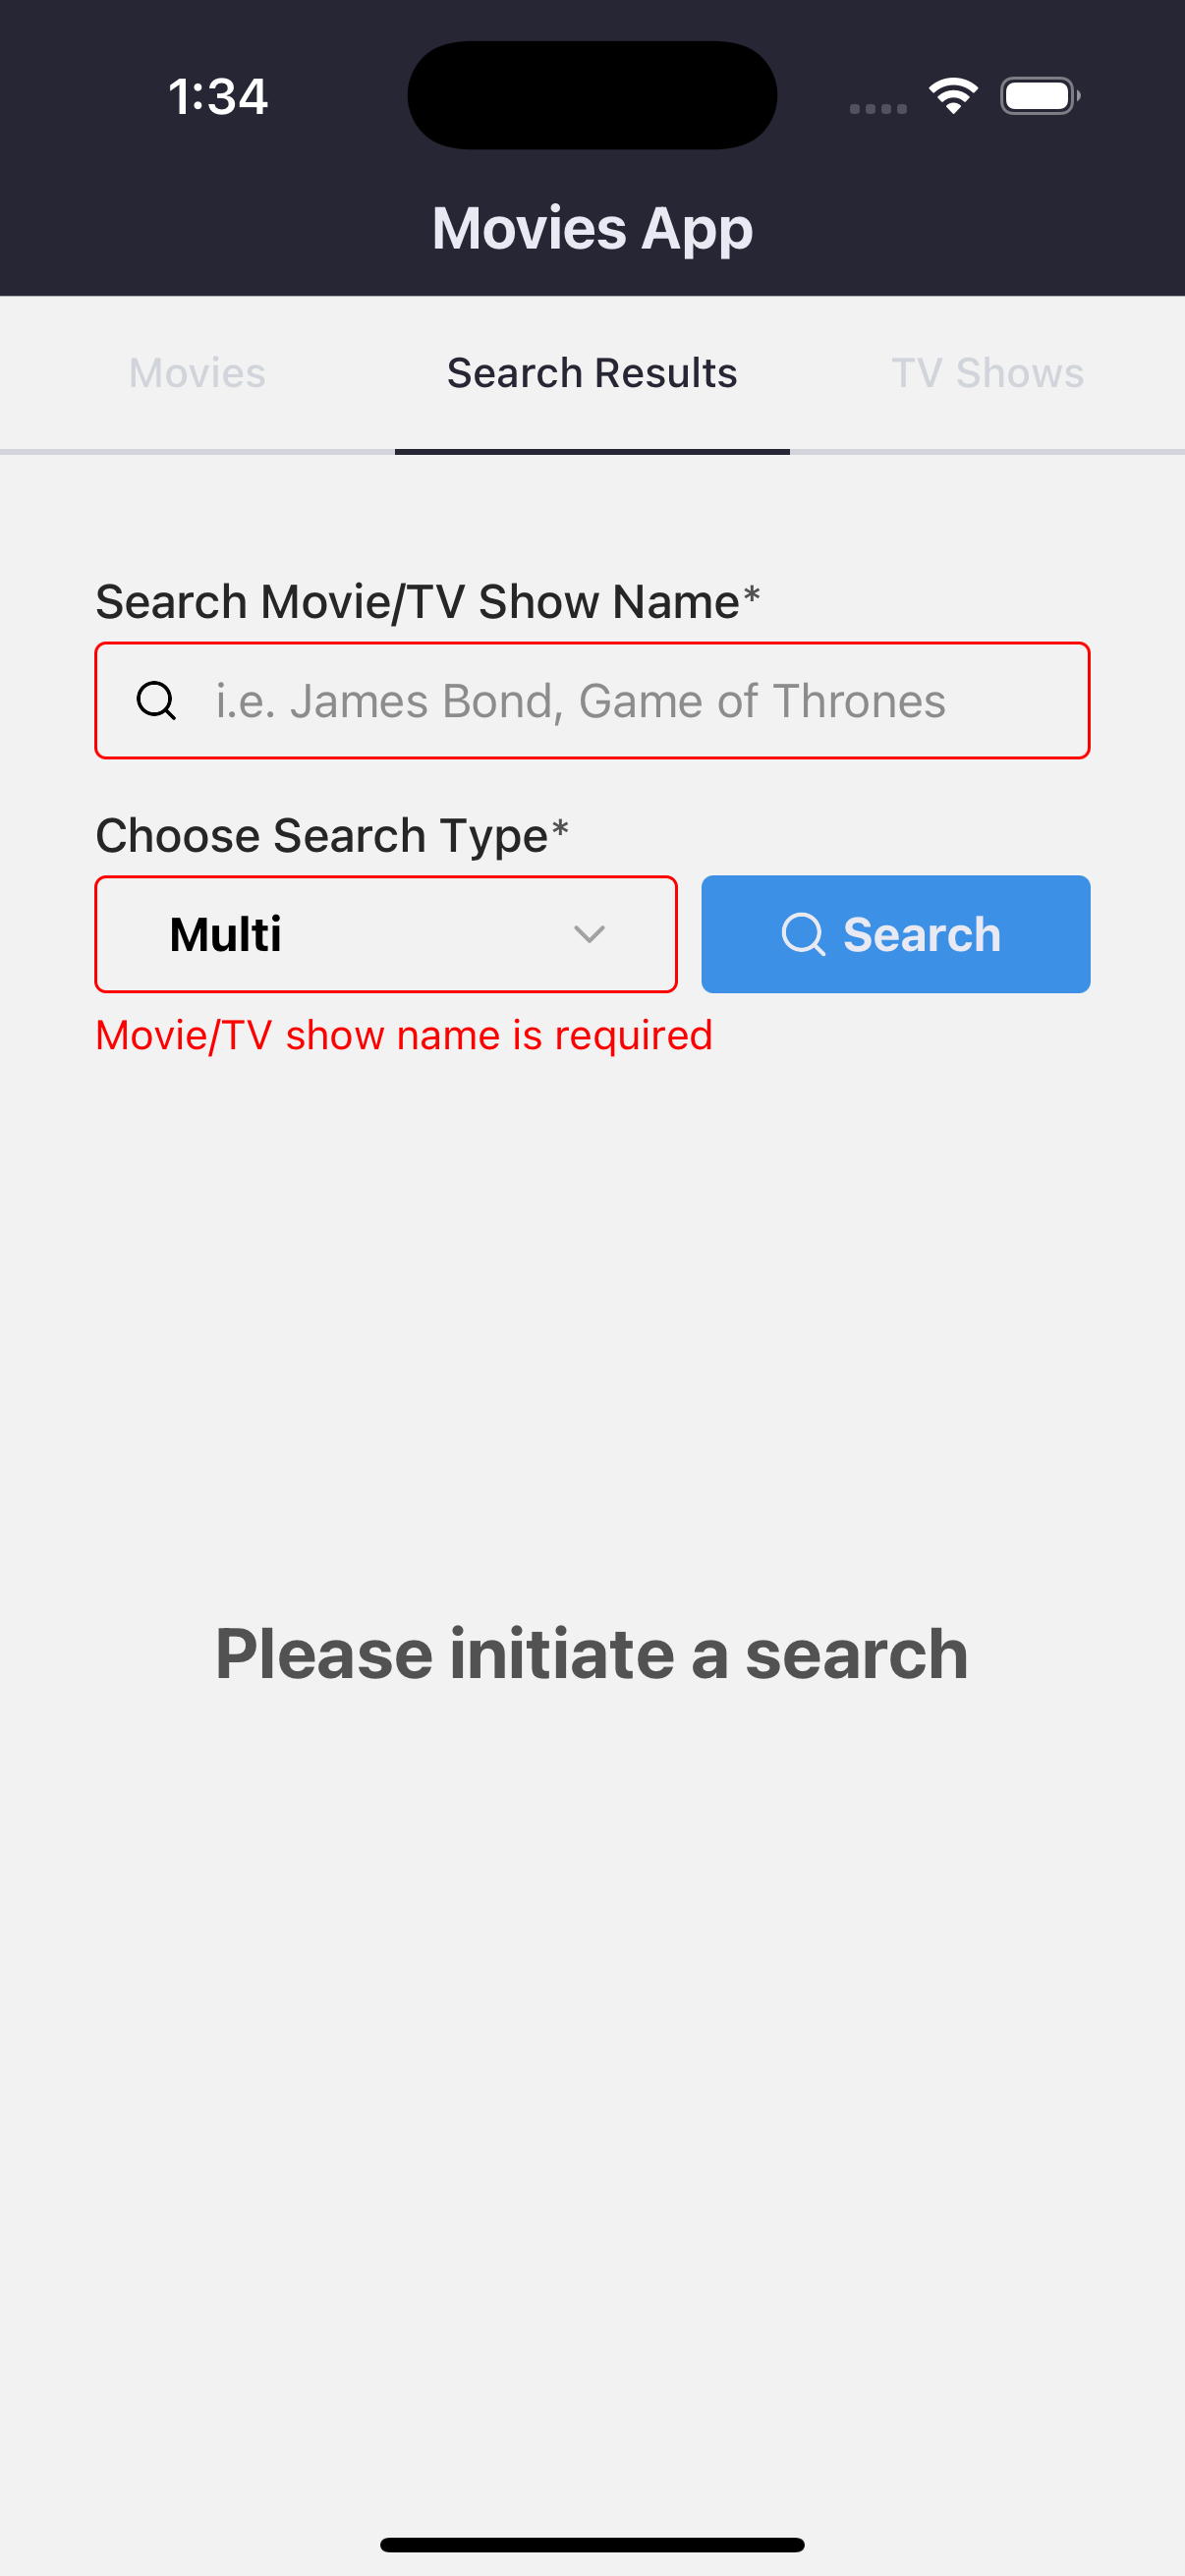 1:34
Movies App
Movies Search Results TV Shows
Search Movie/TV Show Name*
i.e. James Bond, Game of Thrones
Choose Search Type*
Multi Search
Movie/TV show name is required
Please initiate a search